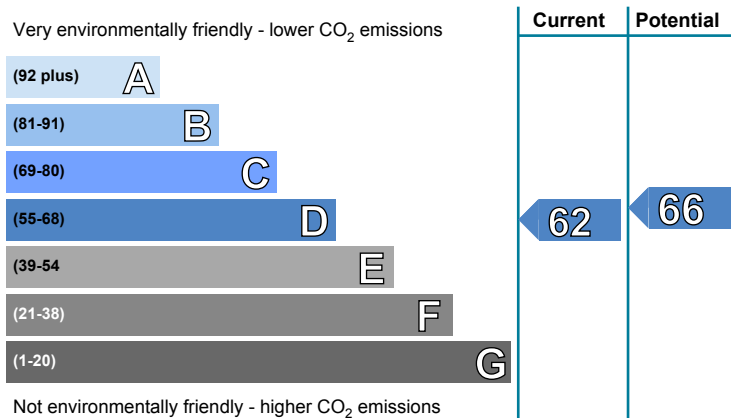 Very environmentally friendly - lower CO₂ emissions
Current
Potential
(92 plus) A
(81-91) B
(69-80) C
(55-68) D
62
66
(39-54 E
(21-38) F
(1-20) G
Not environmentally friendly - higher CO₂ emissions